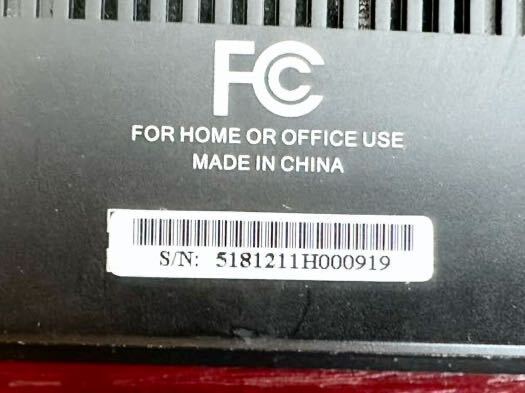 FC
FOR HOME OR OFFICE USE
MADE IN CHINA
S/N: 5181211H000919